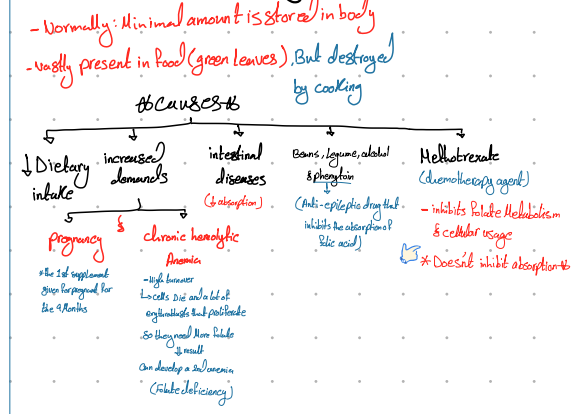 - Normally: Minimal amount is stored in body
- vastly present in food (green leaves), But destroyed
by cooking
**causes**
↓ Dietary
intake
increased
demands
pregnancy
*the 1st supplement
given for pregnant, for
the 9 Months
&
chronic hemolytic
Anemia
- High turnover
↳ cells Die and a lot of
erythroblasts that proliferate
so they need More folate
⇓ result
Can develop a 2nd anemia
(Folate deficiency)
intestinal
diseases
(↓ absorption)
Beans, Legume, alcohol
& phenytoin
(Anti-epileptic drug that
inhibits the absorption of
folic acid)
Methotrexate
(chemotherapy agent)
- inhibits Folate Metabolism
& cellular usage
*Doesn't inhibit absorption**